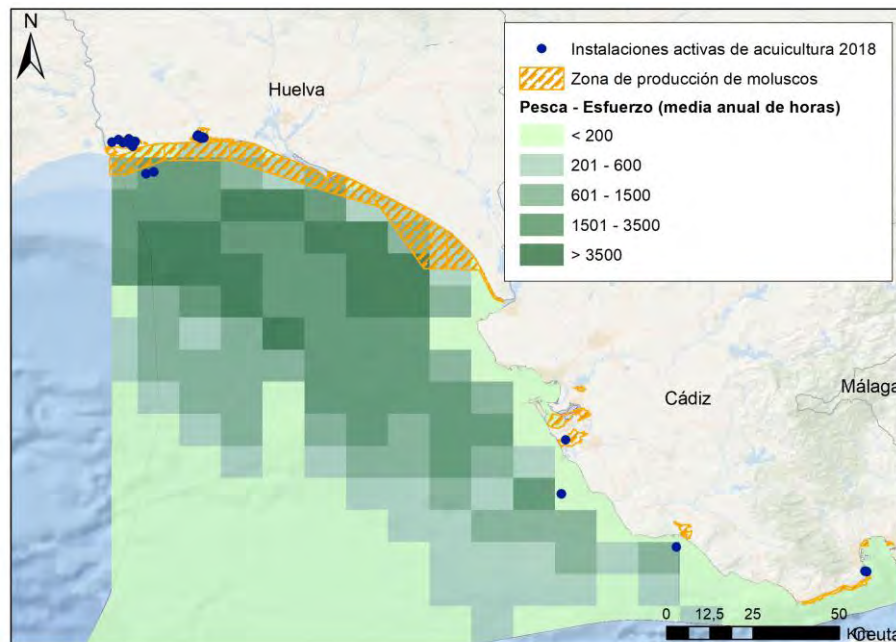 N
Huelva
Instalaciones activas de acuicultura 2018
Zona de producción de moluscos
Pesca - Esfuerzo (media anual de horas)
< 200
201 - 600
601 - 1500
1501 - 3500
> 3500
Cádiz
Málaga
0 12,5 25 50
Ceuta